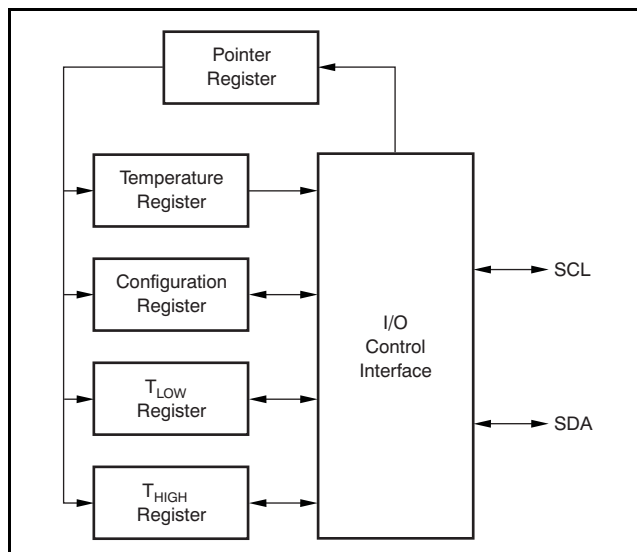 Pointer
Register
Temperature
Register
Configuration
Register
T_LOW
Register
T_HIGH
Register
I/O
Control
Interface
SCL
SDA